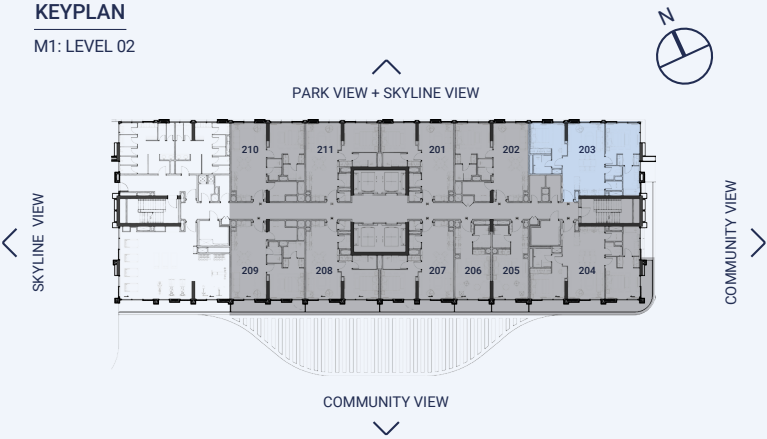 KEYPLAN
M1: LEVEL 02
N
PARK VIEW + SKYLINE VIEW
210 211 201 202 203
SKYLINE VIEW
COMMUNITY VIEW
209 208 207 206 205 204
COMMUNITY VIEW